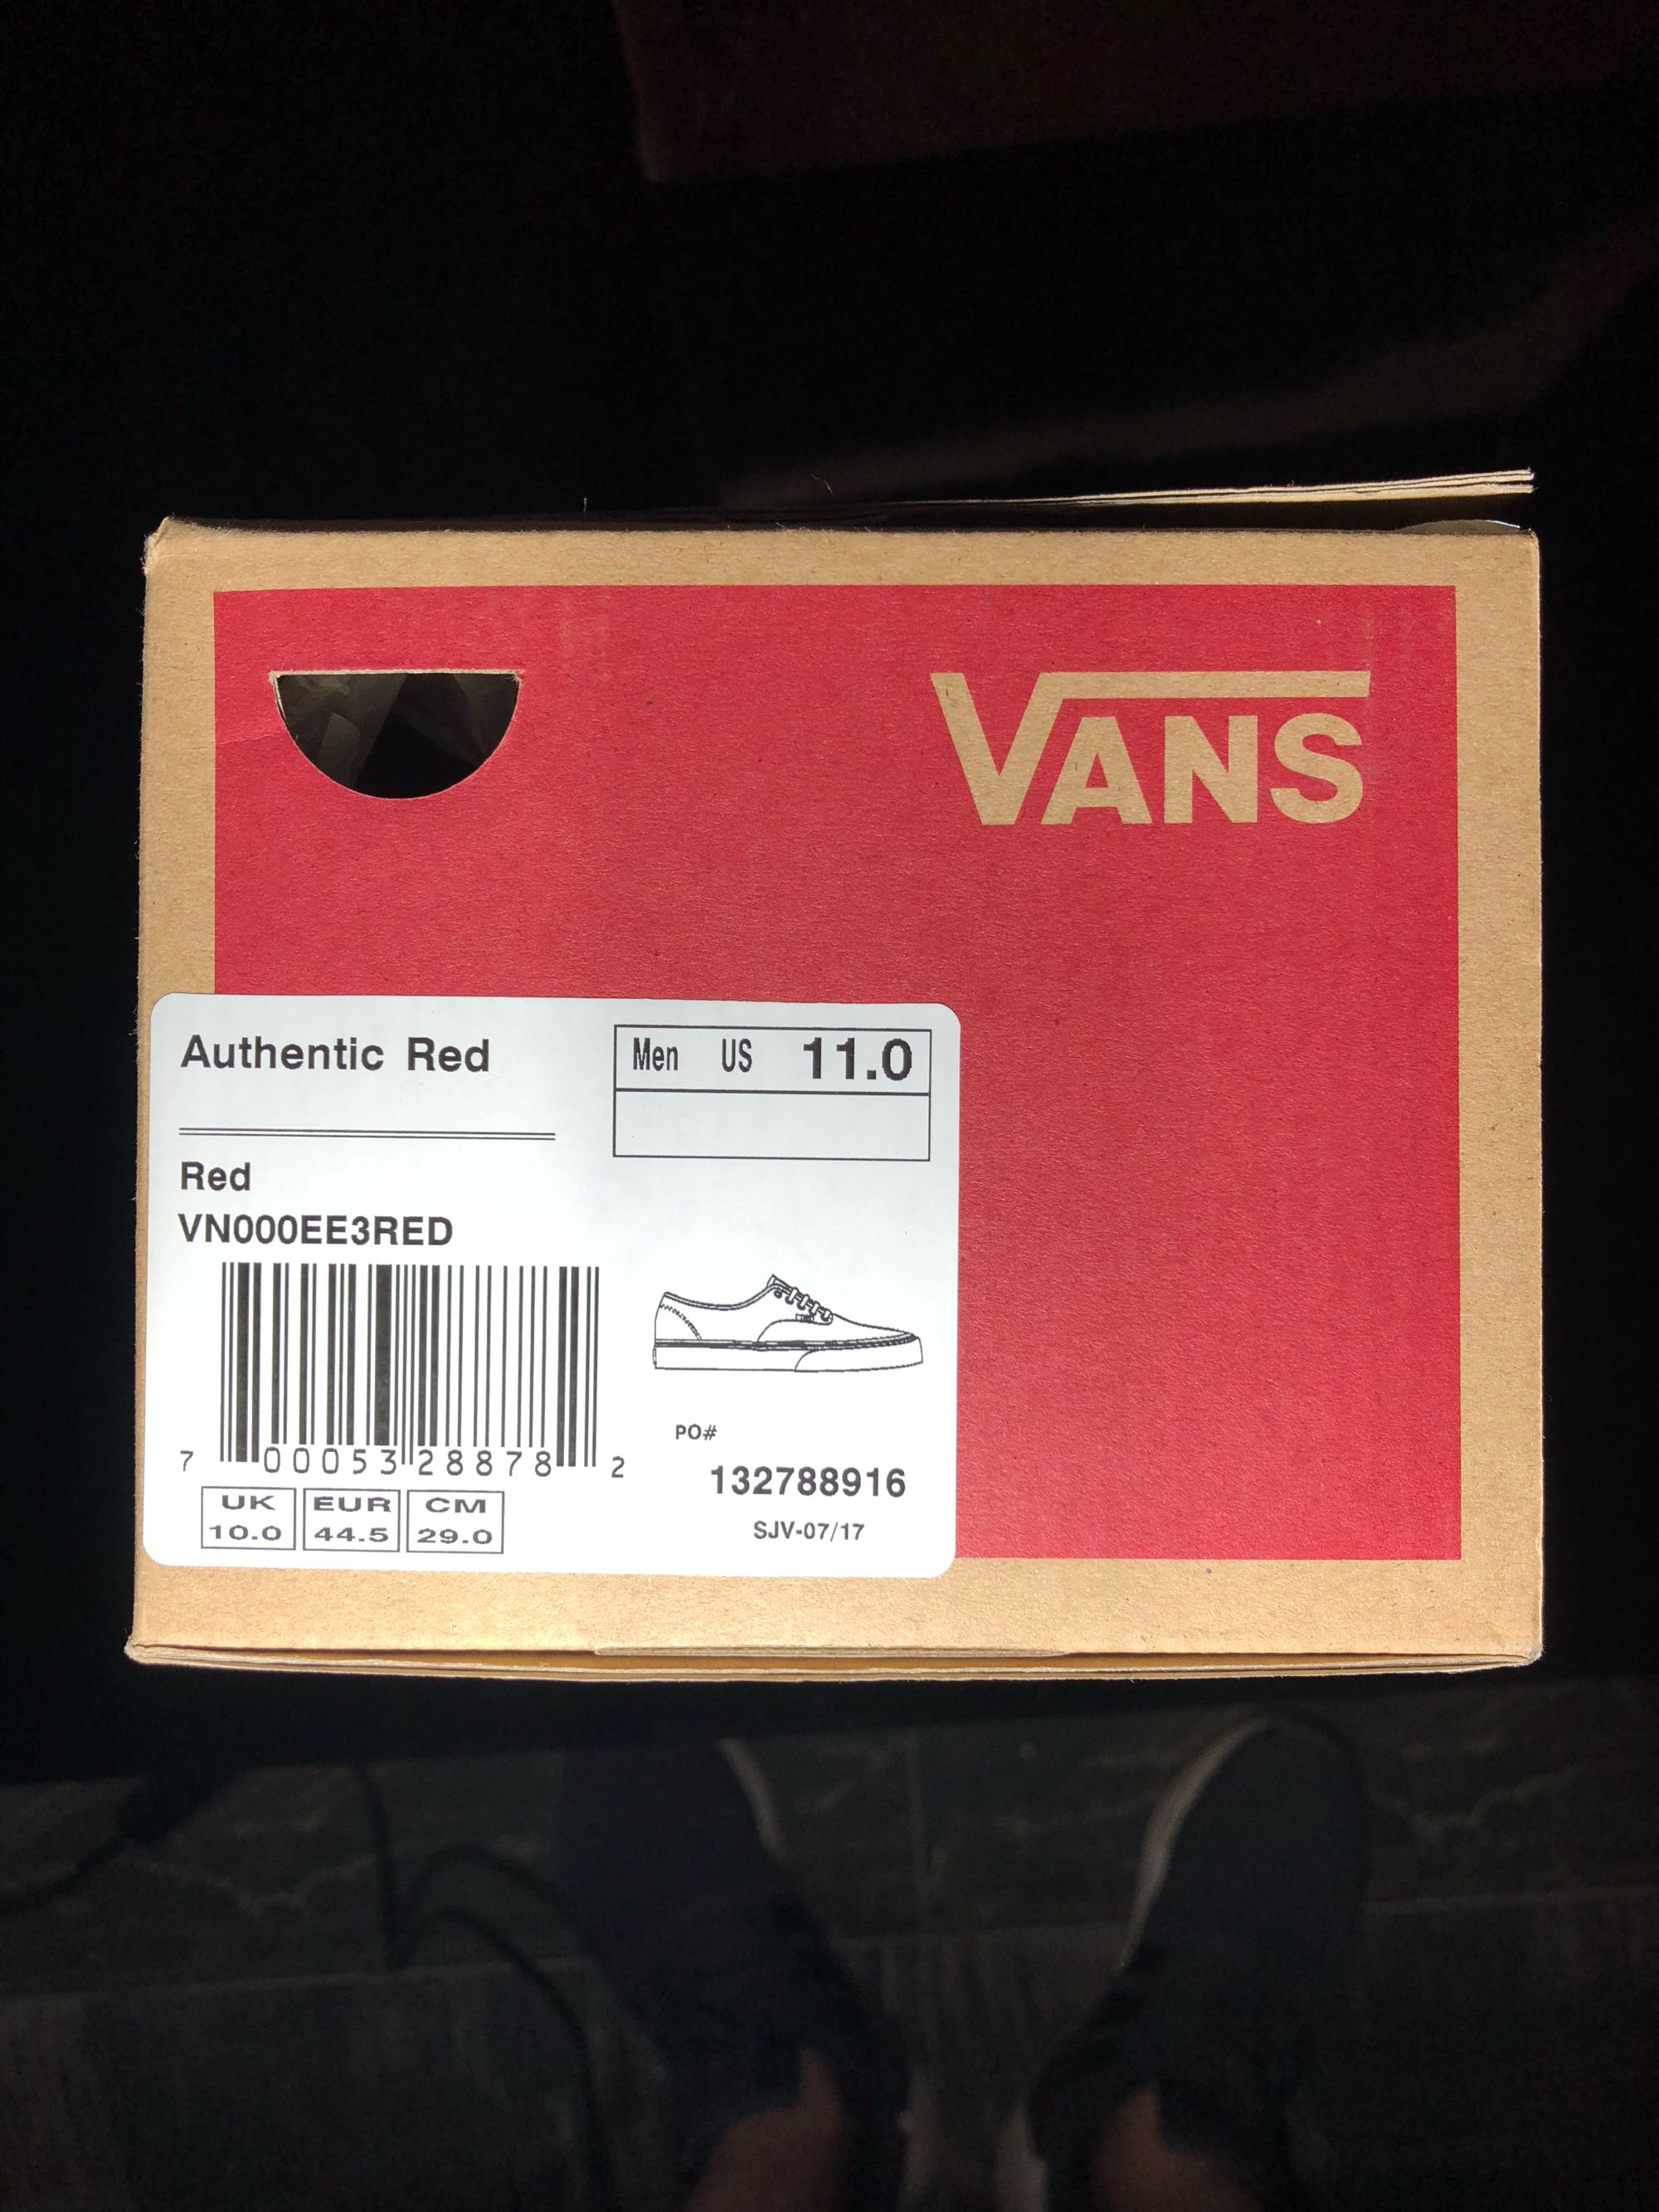 VANS
Authentic Red
Men US 11.0
Red
VN000EE3RED
7 00053 28878 2
PO#
132788916
SJV-07/17
UK EUR CM
10.0 44.5 29.0